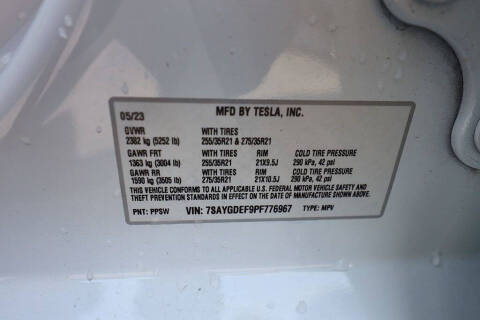 05/23 MFD BY TESLA, INC.
GVWR WITH TIRES
2382 kg (5252 lb) 255/35R21 & 275/35R21
GAWR FRT WITH TIRES RIM COLD TIRE PRESSURE
1363 kg (3004 lb) 255/35R21 21X9.5J 290 kPa, 42 psi
GAWR RR WITH TIRES RIM COLD TIRE PRESSURE
1590 kg (3505 lb) 275/35R21 21X10.5J 290 kPa, 42 psi
THIS VEHICLE CONFORMS TO ALL APPLICABLE U.S. FEDERAL MOTOR VEHICLE SAFETY AND
THEFT PREVENTION STANDARDS IN EFFECT ON THE DATE OF MANUFACTURE SHOWN ABOVE.
PNT: PPSW VIN: 7SAYGDEF9PF776967 TYPE: MPV